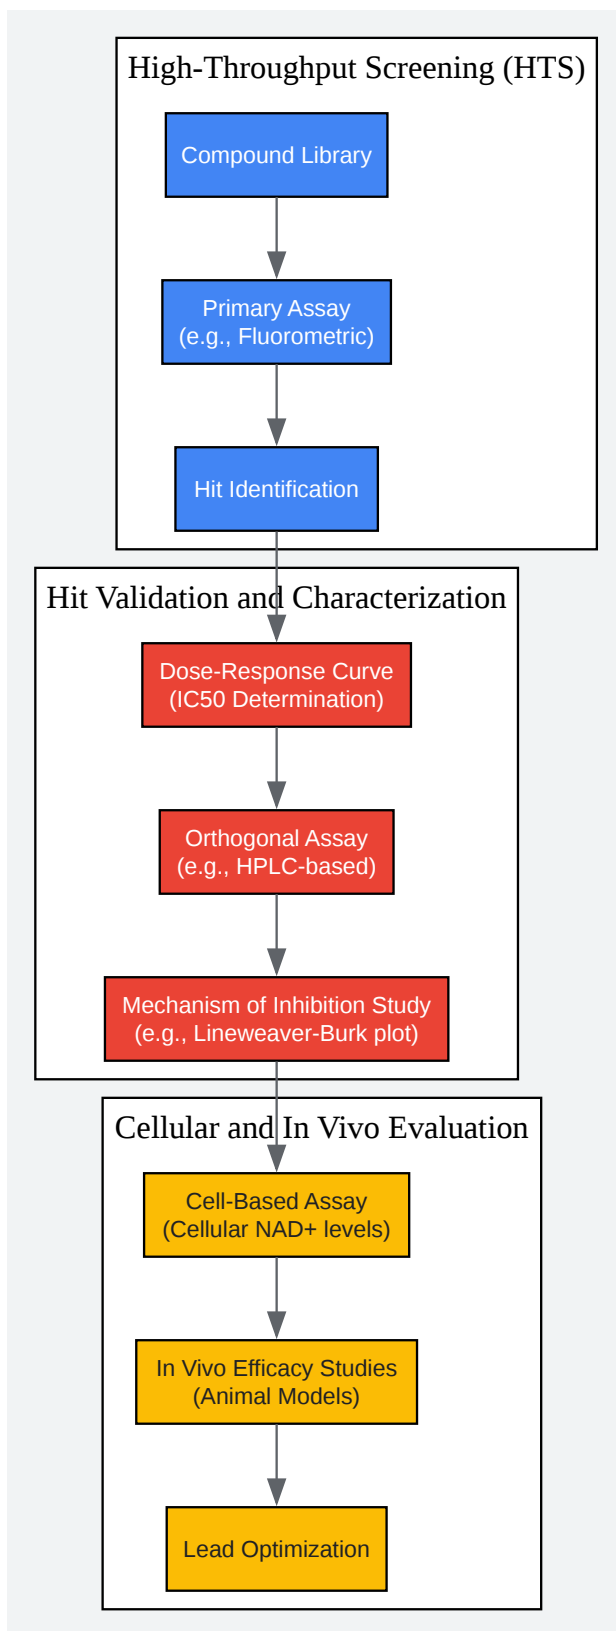 High-Throughput Screening (HTS)
Compound Library
Primary Assay
(e.g., Fluorometric)
Hit Identification
Hit Validation and Characterization
Dose-Response Curve
(IC50 Determination)
Orthogonal Assay
(e.g., HPLC-based)
Mechanism of Inhibition Study
(e.g., Lineweaver-Burk plot)
Cellular and In Vivo Evaluation
Cell-Based Assay
(Cellular NAD+ levels)
In Vivo Efficacy Studies
(Animal Models)
Lead Optimization